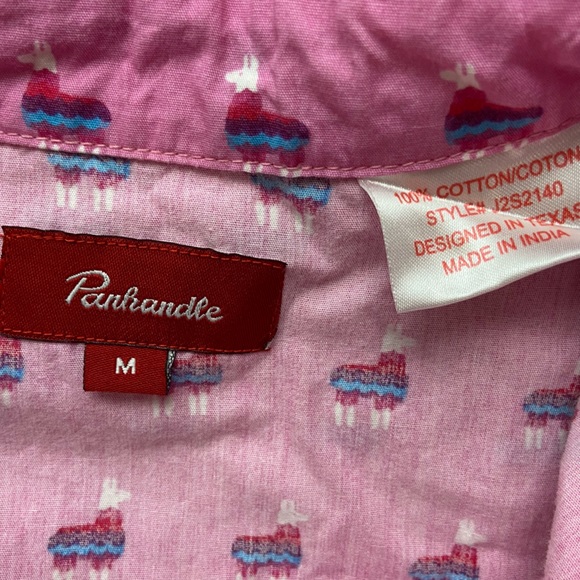 Panhandle
M
100% COTTON/COTON
STYLE# J2S2140
DESIGNED IN TEXAS
MADE IN INDIA